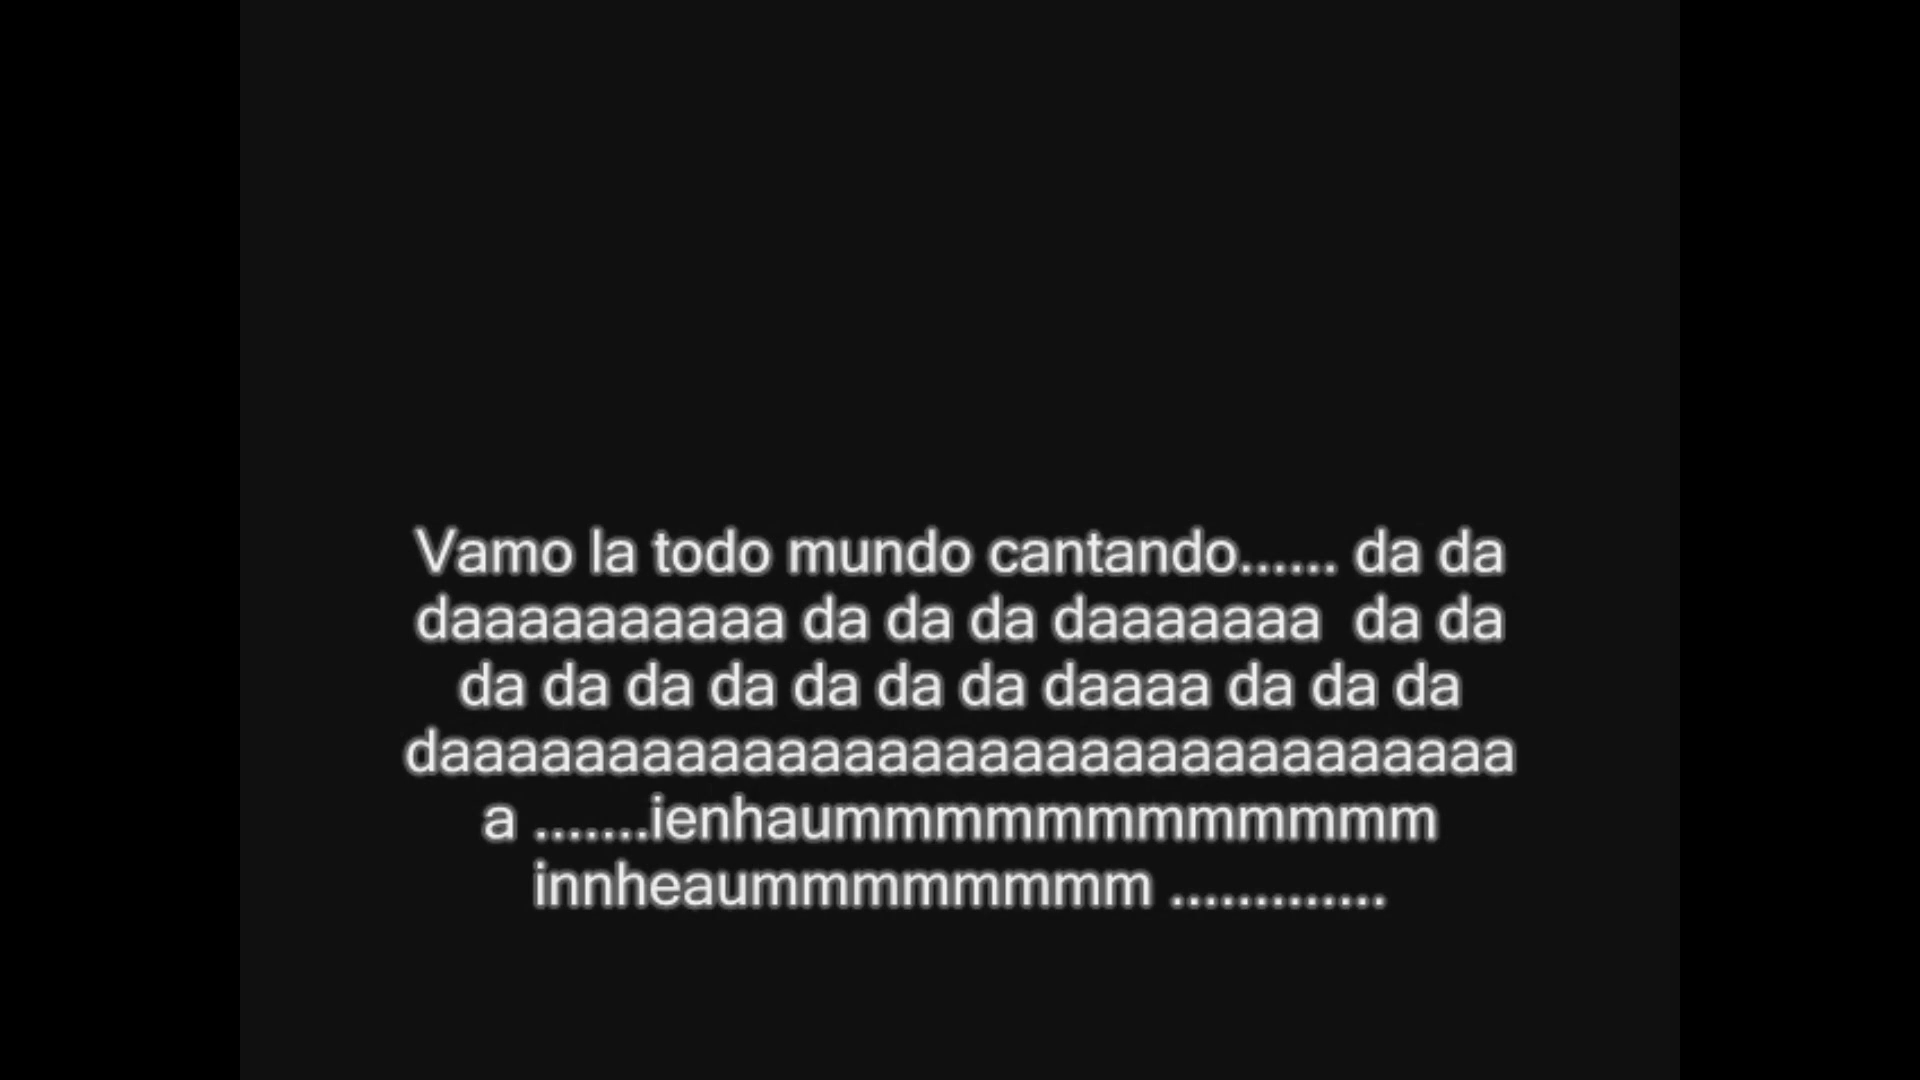 Vamo la todo mundo cantando...... da da
daaaaaaaaaa da da da daaaaaaa  da da
da da da da da da da daaaa da da da
daaaaaaaaaaaaaaaaaaaaaaaaaaaaaaaa
a .......ienhaummmmmmmmmmmm
innheaummmmmmmm .............